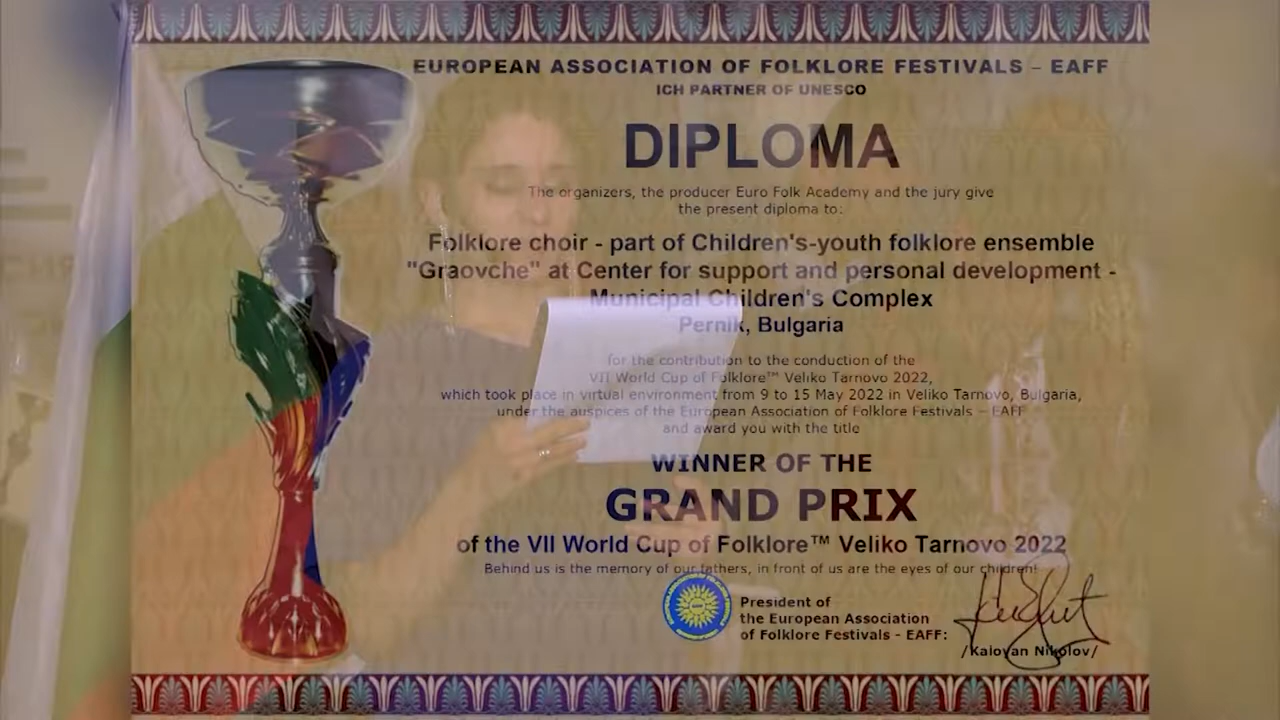 EUROPEAN ASSOCIATION OF FOLKLORE FESTIVALS – EAFF
ICH PARTNER OF UNESCO
DIPLOMA
The organizers, the producer Euro Folk Academy and the jury give
the present diploma to:
Folklore choir - part of Children's-youth folklore ensemble
"Graovche" at Center for support and personal development -
Municipal Children's Complex
Pernik, Bulgaria
for the contribution to the conduction of the
VII World Cup of Folklore™ Veliko Tarnovo 2022,
which took place in virtual environment from 9 to 15 May 2022 in Veliko Tarnovo, Bulgaria,
under the auspices of the European Association of Folklore Festivals – EAFF
and award you with the title
WINNER OF THE
GRAND PRIX
of the VII World Cup of Folklore™ Veliko Tarnovo 2022
Behind us is the memory of our fathers, in front of us are the eyes of our children!
President of
the European Association
of Folklore Festivals - EAFF:
/Kaloyan Nikolov/